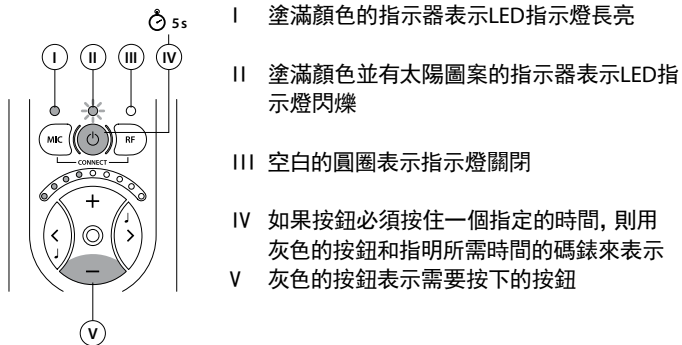 5 s
I II III IV
MIC RF
CONNECT
V
I 塗滿顏色的指示器表示LED指示燈長亮
II 塗滿顏色並有太陽圖案的指示器表示LED指
示燈閃爍
III 空白的圓圈表示指示燈關閉
IV 如果按鈕必須按住一個指定的時間, 則用
灰色的按鈕和指明所需時間的碼錶來表示
V 灰色的按鈕表示需要按下的按鈕